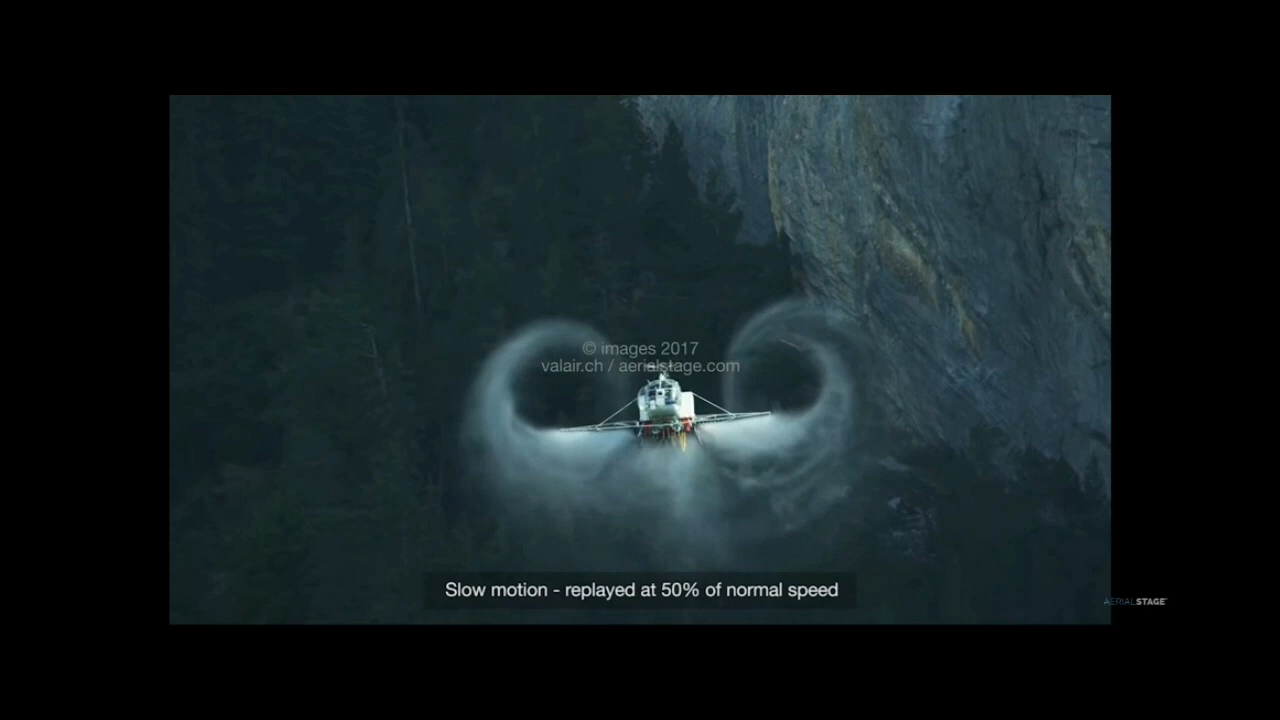 © images 2017
valair.ch / aerialstage.com
Slow motion - replayed at 50% of normal speed
AERIALSTAGE